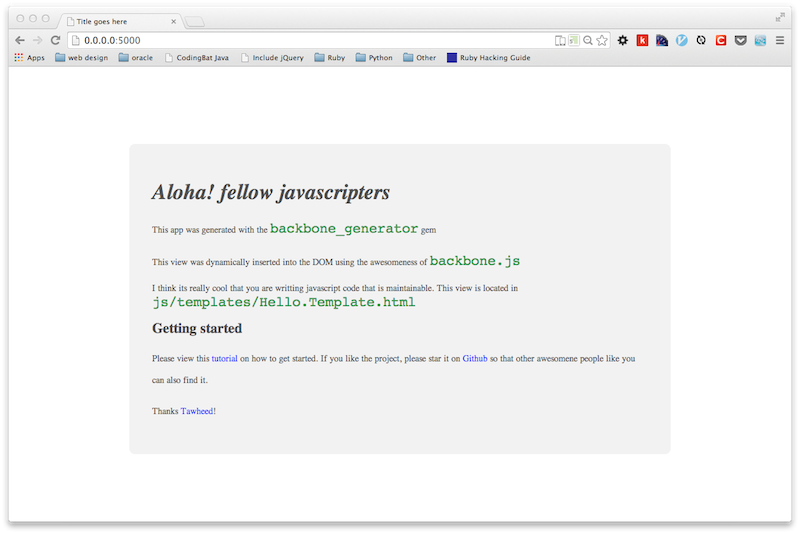 Title goes here
0.0.0.0:5000
Apps web design oracle CodingBat Java Include jQuery Ruby Python Other Ruby Hacking Guide
Aloha! fellow javascripters
This app was generated with the backbone_generator gem
This view was dynamically inserted into the DOM using the awesomeness of backbone.js
I think its really cool that you are writting javascript code that is maintainable. This view is located in
js/templates/Hello.Template.html
Getting started
Please view this tutorial on how to get started. If you like the project, please star it on Github so that other awesomene people like you
can also find it.
Thanks Tawheed!